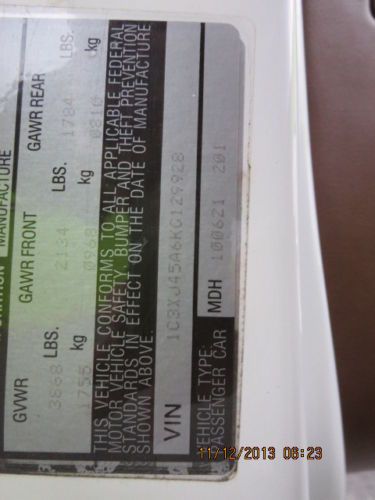 MANUFACTURE
GVWR GAWR FRONT GAWR REAR
3868 LBS. 2134 LBS. 1784 LBS.
1755 kg 0968 kg 0810 kg
THIS VEHICLE CONFORMS TO ALL APPLICABLE FEDERAL
MOTOR VEHICLE SAFETY, BUMPER AND THEFT PREVENTION
STANDARDS IN EFFECT ON THE DATE OF MANUFACTURE
SHOWN ABOVE.
VIN 1C3XJ45A6KG129928
VEHICLE TYPE: MDH 100621 201
PASSENGER CAR
11/12/2013 06:23